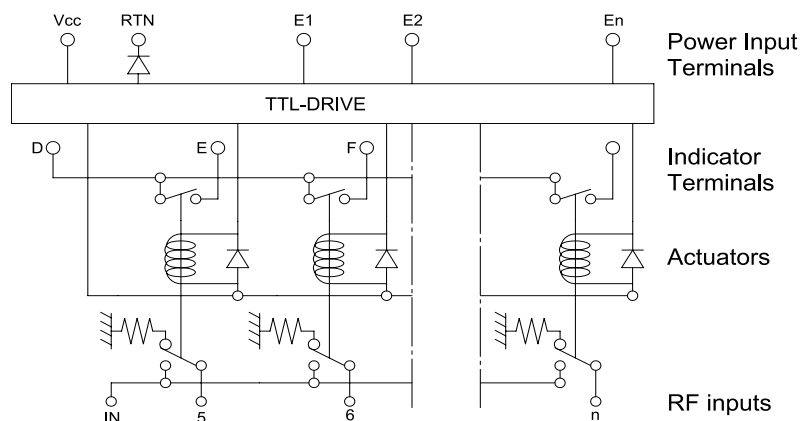 Vcc RTN E1 E2 En Power Input
Terminals
TTL-DRIVE
D E F Indicator
Terminals
Actuators
IN 5 6 n RF inputs